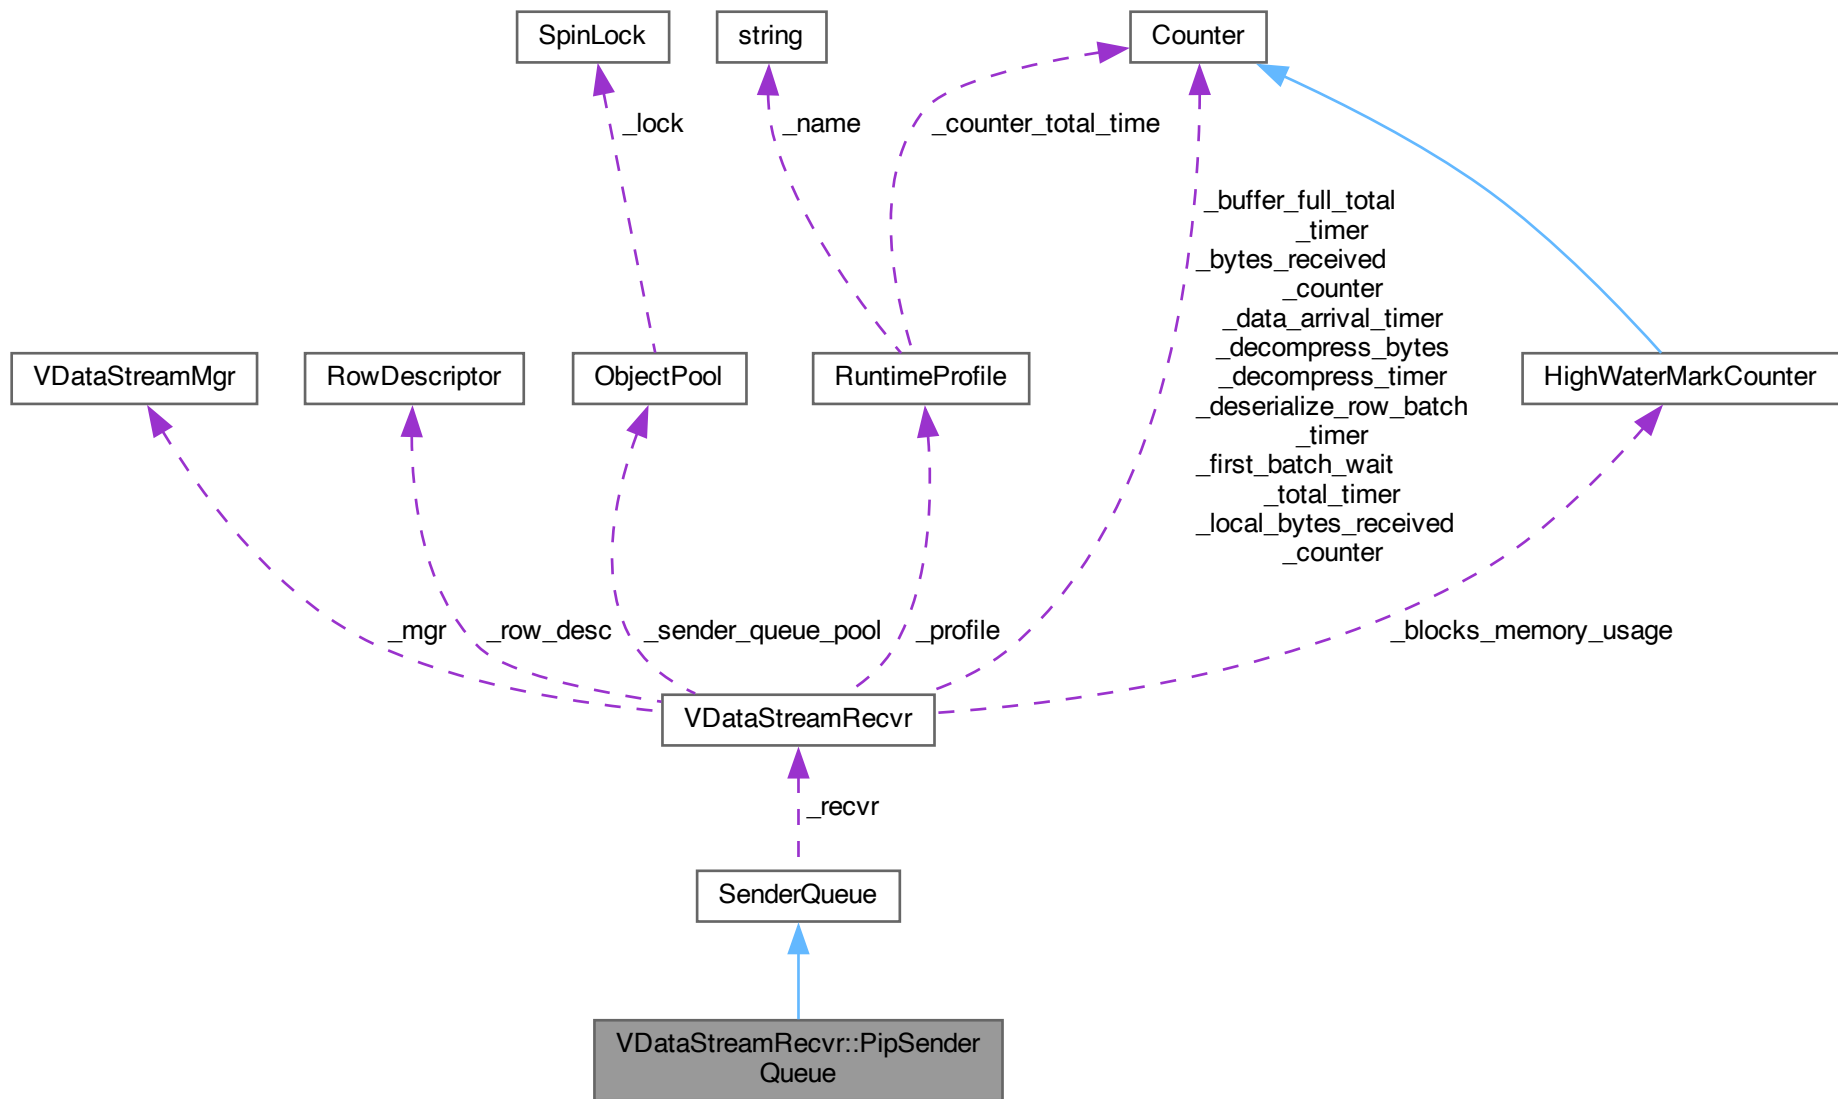 SpinLock
string
Counter
_lock
_name
_counter_total_time
_buffer_full_total
_timer
_bytes_received
_counter
_data_arrival_timer
_decompress_bytes
_decompress_timer
_deserialize_row_batch
_timer
_first_batch_wait
_total_timer
_local_bytes_received
_counter
VDataStreamMgr
RowDescriptor
ObjectPool
RuntimeProfile
HighWaterMarkCounter
_mgr
_row_desc
_sender_queue_pool
_profile
_blocks_memory_usage
VDataStreamRecvr
_recvr
SenderQueue
VDataStreamRecvr::PipSender
Queue